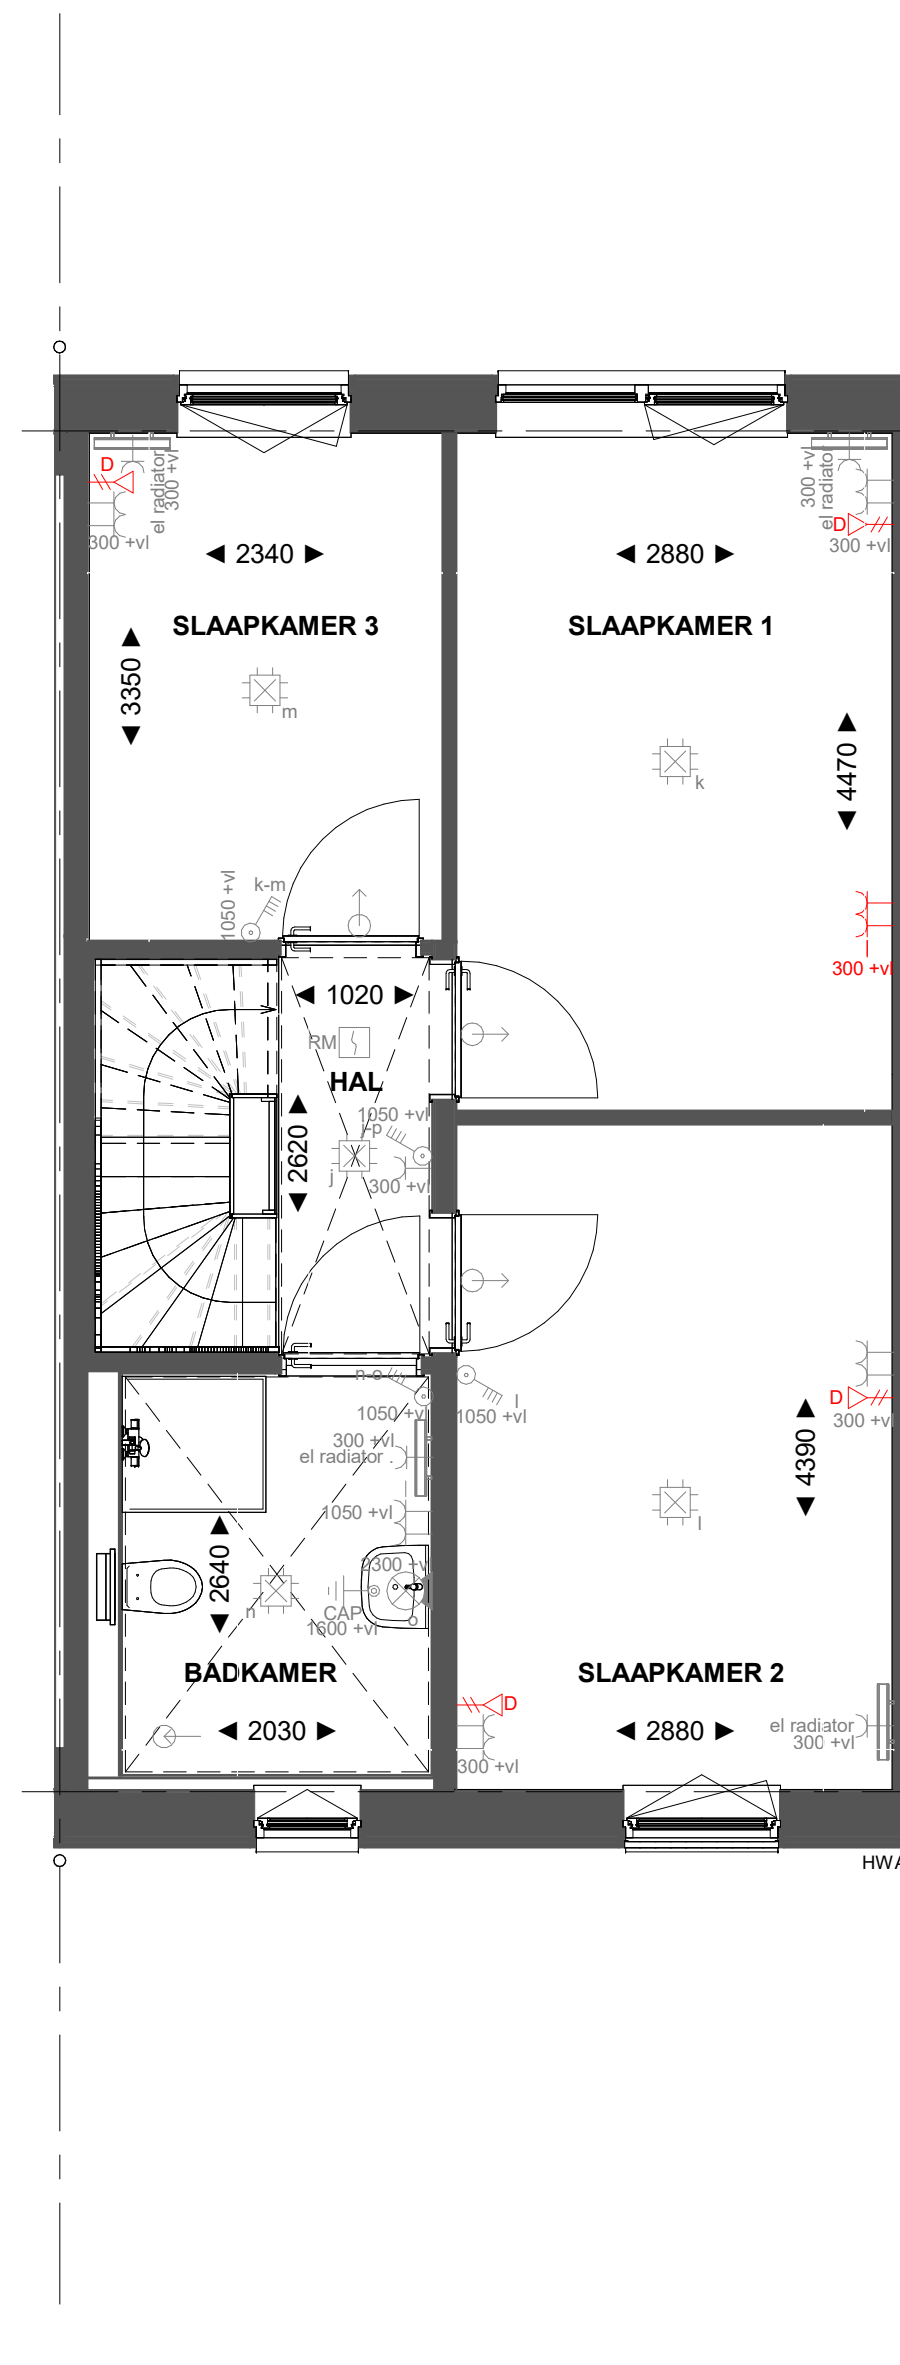 D
el radiator
300 +vl
300 +vl
2340
SLAAPKAMER 3
3350
m
k-m
1050 +vl
300 +vl
el radiator
D
300 +vl
2880
SLAAPKAMER 1
k
4470
300 +vl
1020
RM
HAL
1050 +vl
j-p
2620
j
300 +vl
n-o
1050 +vl
l
1050 +vl
300 +vl
el radiator .
1050 +vl
2300 +v
2640
n
CAP
1600 +vl
o
BADKAMER
2030
D
300 +vl
4390
l
SLAAPKAMER 2
D
2880
300 +vl
el radiator
300 +vl
HWA